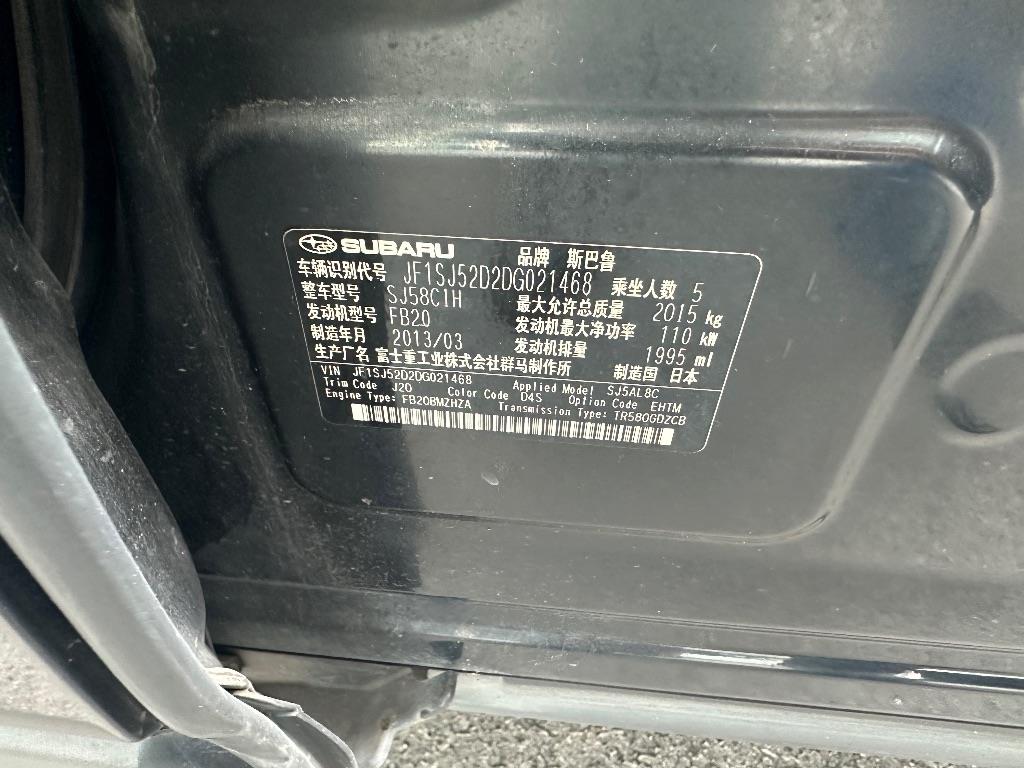 SUBARU 品牌 斯巴鲁
车辆识别代号 JF1SJ52D2DG021468 乘坐人数 5
整车型号 SJ58C1H 最大允许总质量 2015 kg
发动机型号 FB20 发动机最大净功率 110 kW
制造年月 2013/03 发动机排量 1995 ml
生产厂名 富士重工业株式会社群马制作所 制造国 日本
VIN JF1SJ52D2DG021468 Applied Model SJ5AL8C
Trim Code J20 Color Code D4S Option Code EHTM
Engine Type: FB20BMZHZA Transmission Type: TR580GDZCB